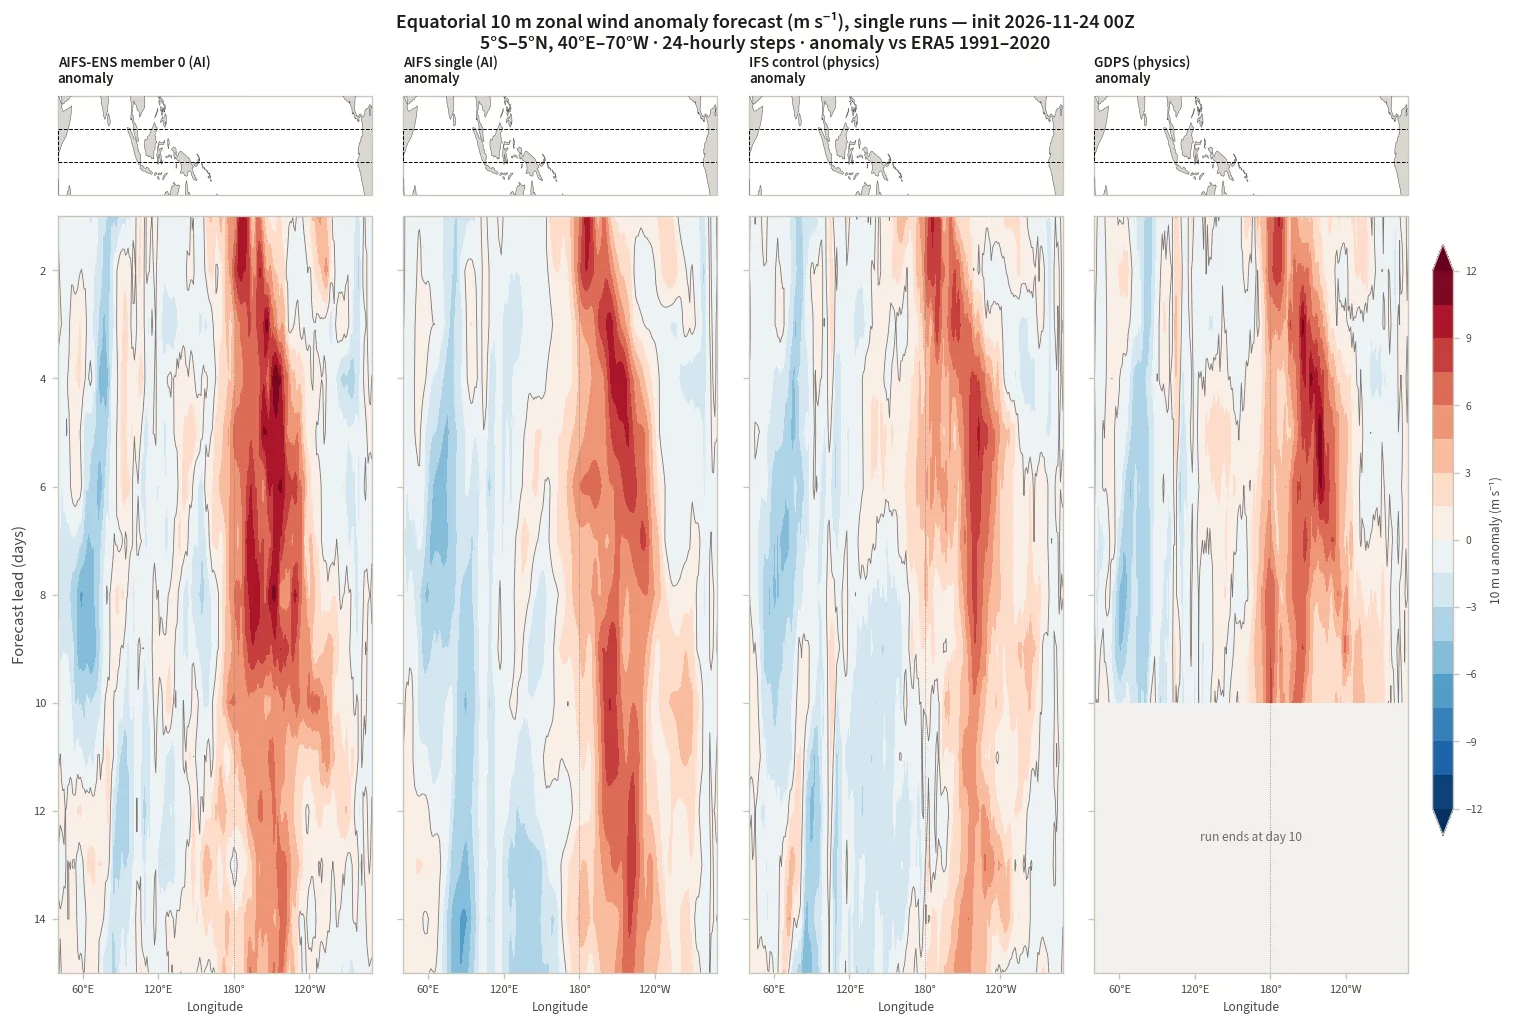 Equatorial 10 m zonal wind anomaly forecast (m s⁻¹), single runs — init 2026-11-24 00Z
5°S–5°N, 40°E–70°W · 24-hourly steps · anomaly vs ERA5 1991–2020
AIFS-ENS member 0 (AI)
anomaly
AIFS single (AI)
anomaly
IFS control (physics)
anomaly
GDPS (physics)
anomaly
Forecast lead (days)
2
4
6
8
10
12
14
run ends at day 10
60°E 120°E 180° 120°W
Longitude
60°E 120°E 180° 120°W
Longitude
60°E 120°E 180° 120°W
Longitude
60°E 120°E 180° 120°W
Longitude
12
9
6
3
0
−3
−6
−9
−12
10 m u anomaly (m s⁻¹)